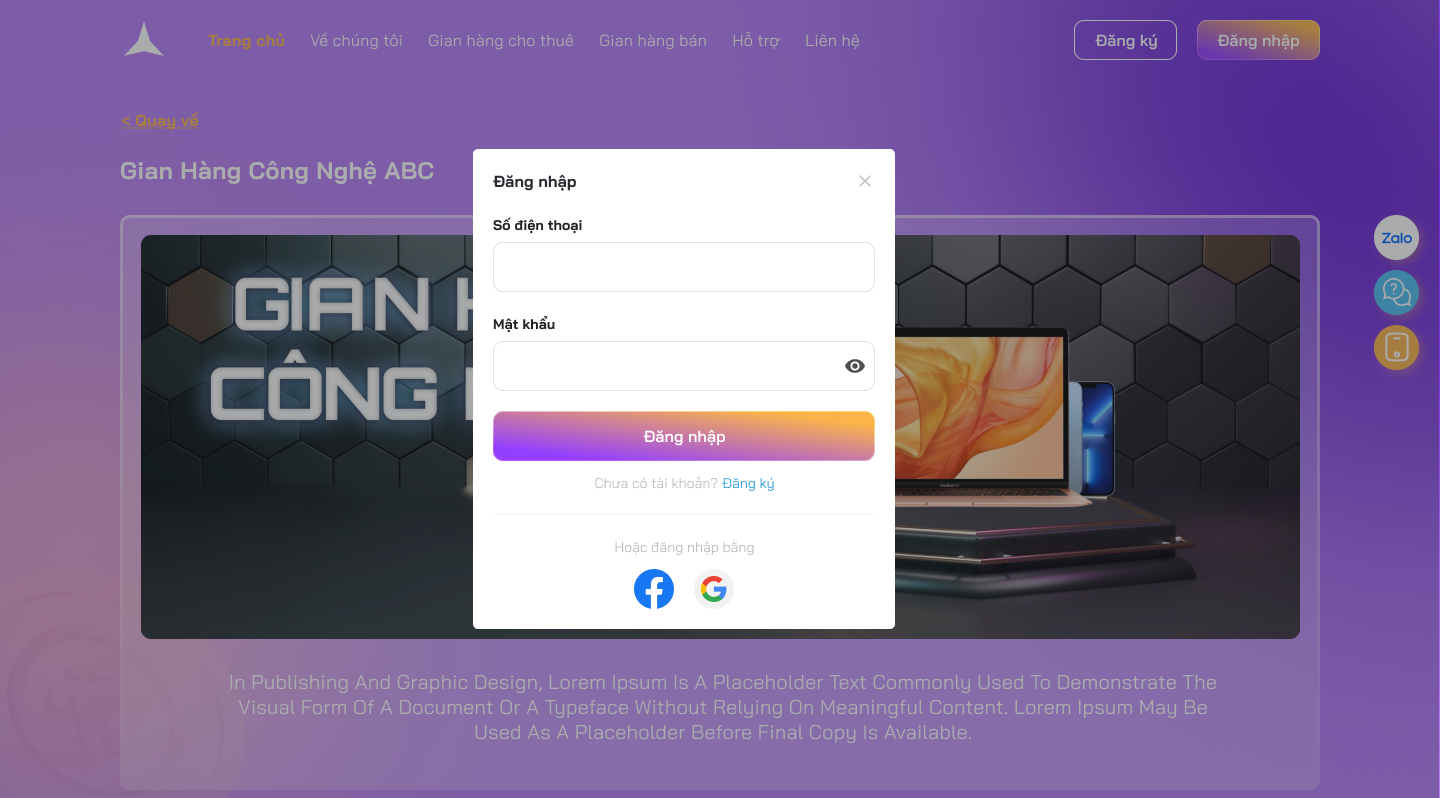 Trang chủ
Về chúng tôi
Gian hàng cho thuê
Gian hàng bán
Hỗ trợ
Liên hệ
Đăng ký
Đăng nhập
< Quay về
Gian Hàng Công Nghệ ABC
GIAN
CÔNG
Đăng nhập
Số điện thoại
Mật khẩu
Đăng nhập
Chưa có tài khoản? Đăng ký
Hoặc đăng nhập bằng
Zalo
In Publishing And Graphic Design, Lorem Ipsum Is A Placeholder Text Commonly Used To Demonstrate The
Visual Form Of A Document Or A Typeface Without Relying On Meaningful Content. Lorem Ipsum May Be
Used As A Placeholder Before Final Copy Is Available.